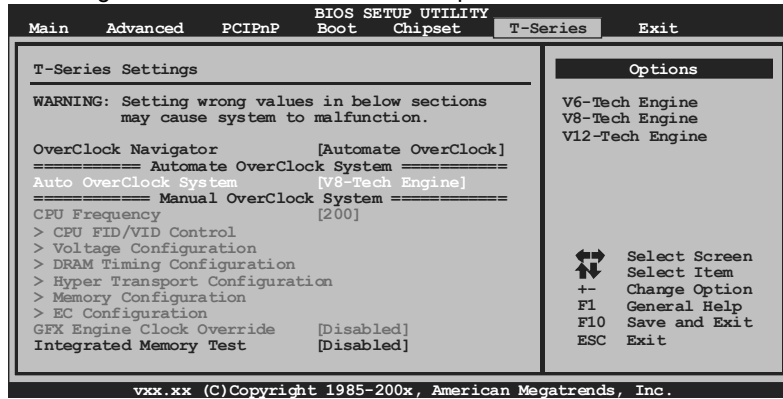 BIOS SETUP UTILITY
Main Advanced PCIPnP Boot Chipset T-Series Exit
T-Series Settings
WARNING: Setting wrong values in below sections
may cause system to malfunction.
OverClock Navigator [Automate OverClock]
=========== Automate OverClock System ===========
Auto OverClock System [V8-Tech Engine]
============ Manual OverClock System ============
CPU Frequency [200]
> CPU FID/VID Control
> Voltage Configuration
> DRAM Timing Configuration
> Hyper Transport Configuration
> Memory Configuration
> EC Configuration
GFX Engine Clock Override [Disabled]
Integrated Memory Test [Disabled]
Options
V6-Tech Engine
V8-Tech Engine
V12-Tech Engine
Select Screen
Select Item
+- Change Option
F1 General Help
F10 Save and Exit
ESC Exit
vxx.xx (C)Copyright 1985-200x, American Megatrends, Inc.